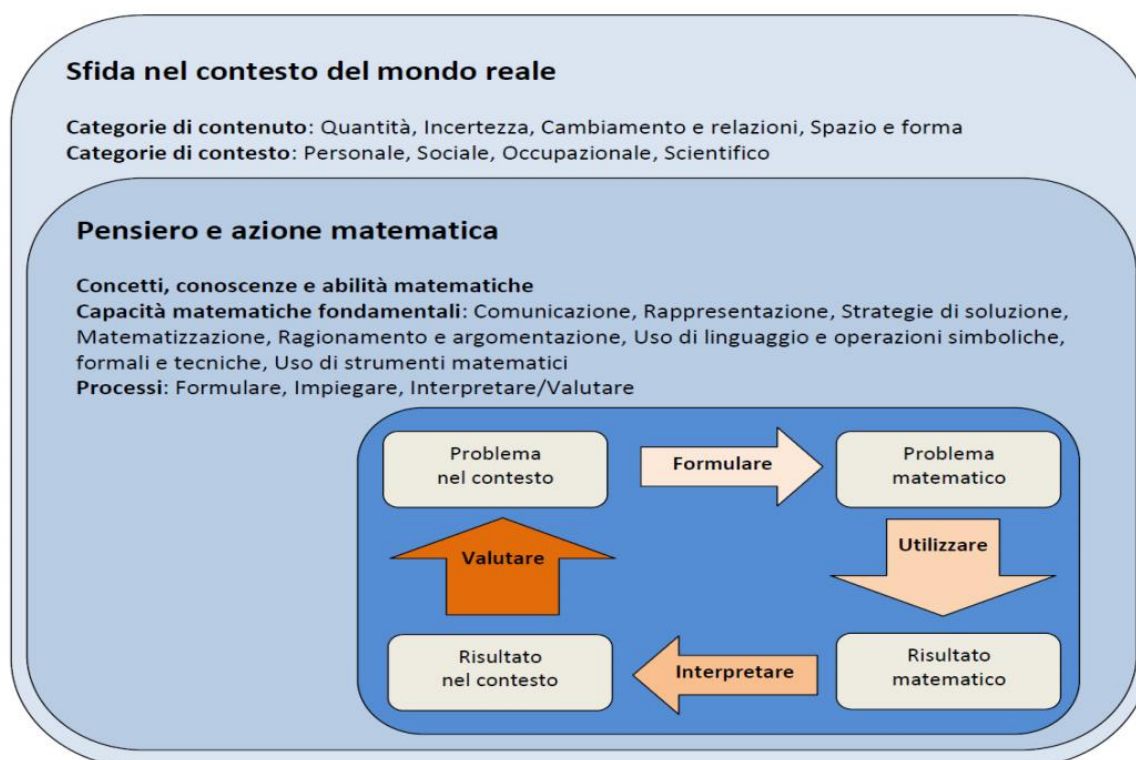 Sfida nel contesto del mondo reale
Categorie di contenuto: Quantità, Incertezza, Cambiamento e relazioni, Spazio e forma
Categorie di contesto: Personale, Sociale, Occupazionale, Scientifico
Pensiero e azione matematica
Concetti, conoscenze e abilità matematiche
Capacità matematiche fondamentali: Comunicazione, Rappresentazione, Strategie di soluzione,
Matematizzazione, Ragionamento e argomentazione, Uso di linguaggio e operazioni simboliche,
formali e tecniche, Uso di strumenti matematici
Processi: Formulare, Impiegare, Interpretare/Valutare
Problema
nel contesto
Formulare
Problema
matematico
Valutare
Utilizzare
Risultato
nel contesto
Interpretare
Risultato
matematico